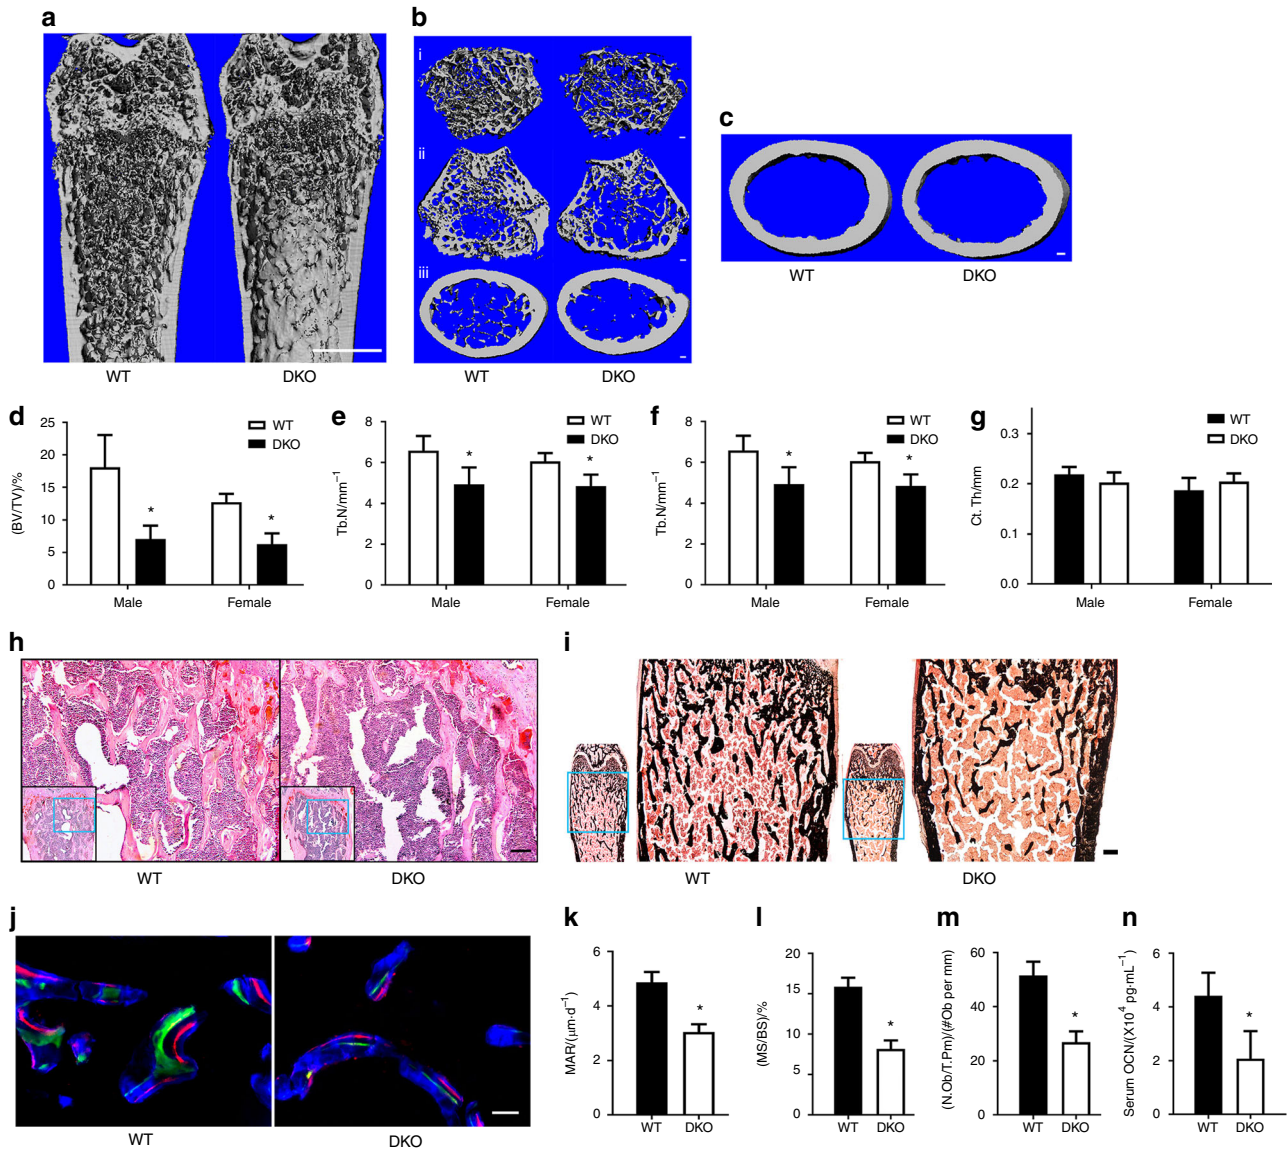 a
WT
DKO
b
i
ii
iii
WT
DKO
c
WT
DKO
d
(BV/TV)/%
25
20
15
10
5
0
WT
DKO
*
*
Male
Female
e
Tb.N/mm−1
8
6
4
2
0
WT
DKO
*
*
Male
Female
f
Tb.N/mm−1
8
6
4
2
0
WT
DKO
*
*
Male
Female
g
Ct. Th/mm
0.3
0.2
0.1
0.0
WT
DKO
Male
Female
h
WT
DKO
i
WT
DKO
j
WT
DKO
k
MAR/(μm·d−1)
6
4
2
0
*
WT DKO
l
(MS/BS)/%
20
15
10
5
0
*
WT DKO
m
(N.Ob/T.Pm)/(#Ob per mm)
60
40
20
0
*
WT DKO
n
Serum OCN/(X10⁴ pg·mL−1)
6
4
2
0
*
WT DKO